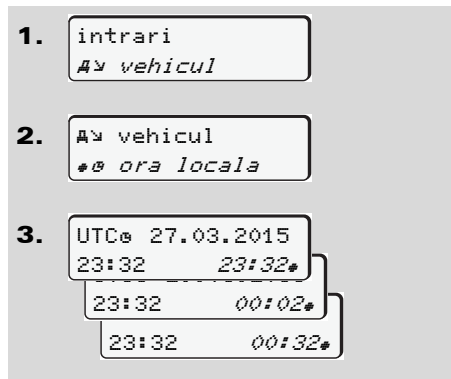 1. intrari
vehicul
2. vehicul
ora locala
3. UTC 27.03.2015
23:32 23:32
23:32 00:02
23:32 00:32